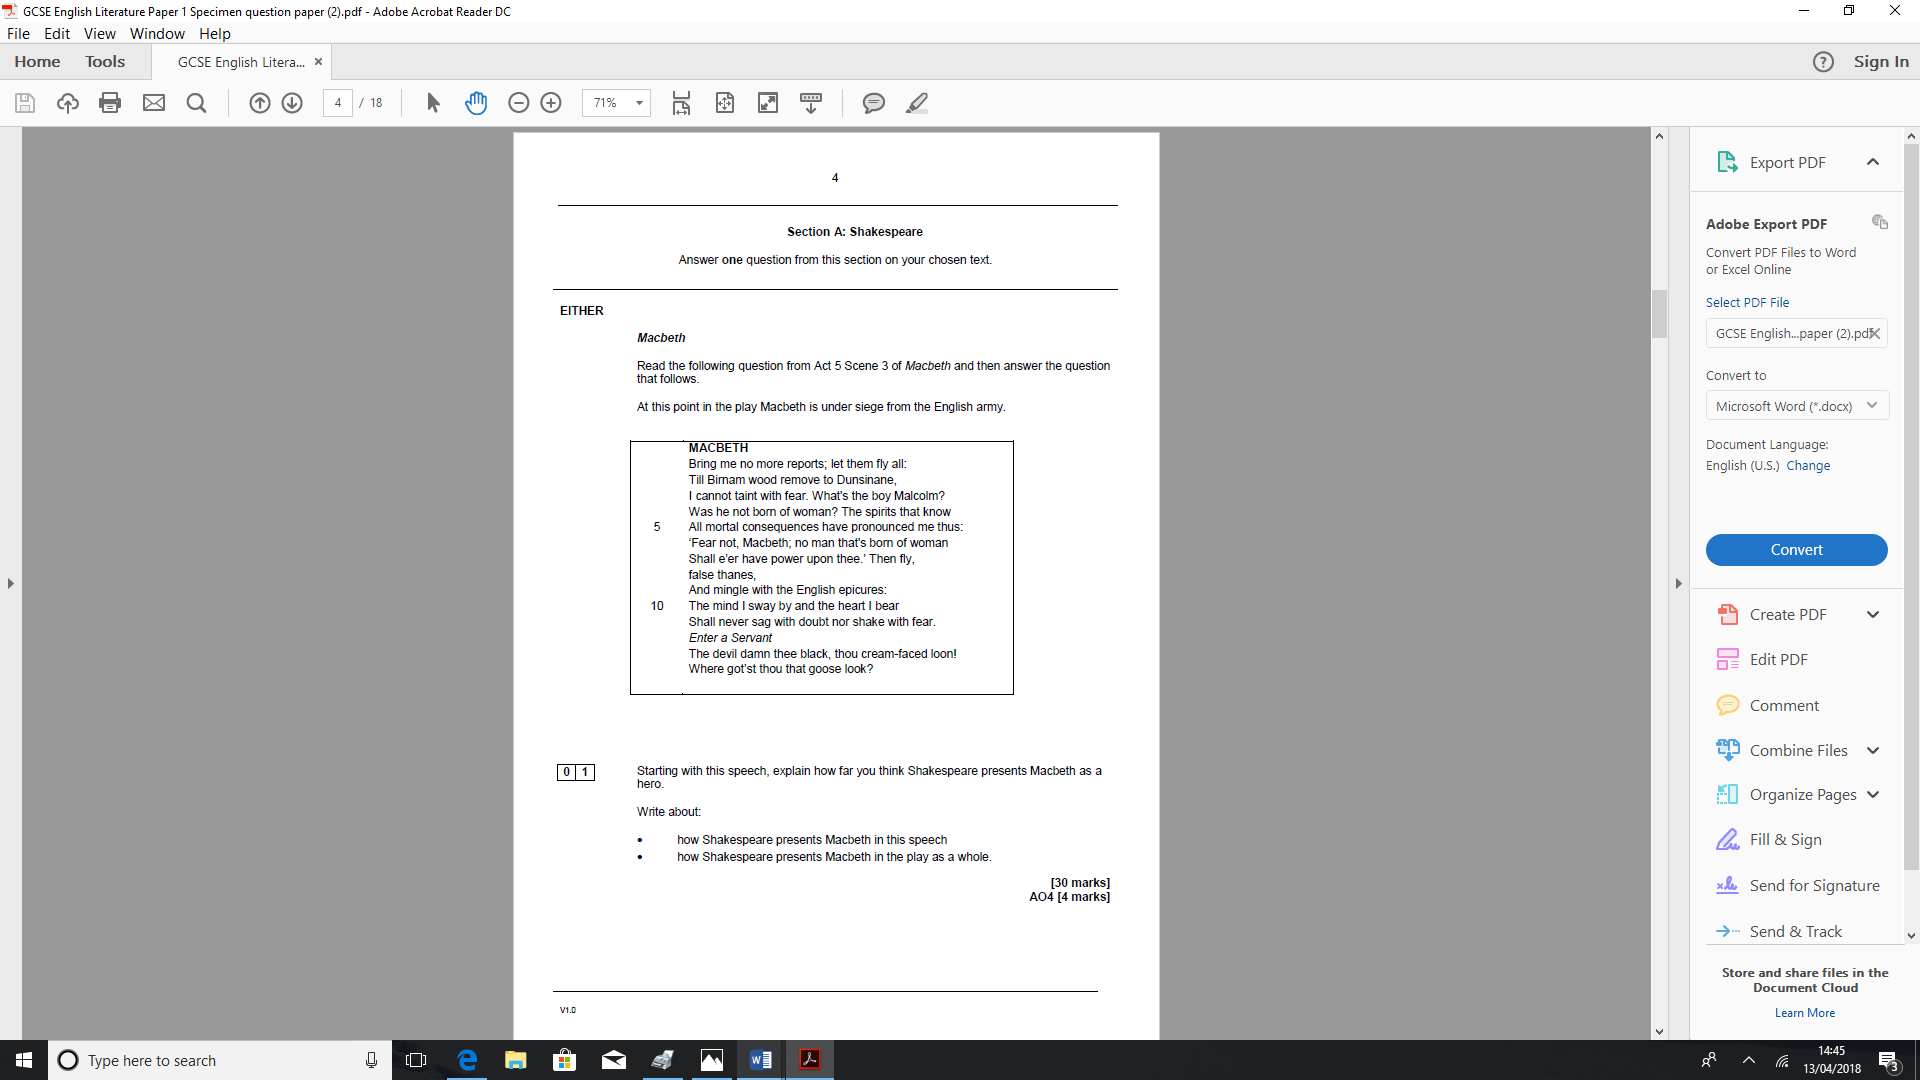 GCSE English Literature Paper 1 Specimen question paper (2).pdf - Adobe Acrobat Reader DC
File Edit View Window Help
Home Tools GCSE English Litera... × Sign In
4 / 18 71%
4
Section A: Shakespeare
Answer one question from this section on your chosen text.
EITHER
Macbeth
Read the following question from Act 5 Scene 3 of Macbeth and then answer the question
that follows.
At this point in the play Macbeth is under siege from the English army.
MACBETH
Bring me no more reports; let them fly all:
Till Birnam wood remove to Dunsinane,
I cannot taint with fear. What's the boy Malcolm?
Was he not born of woman? The spirits that know
5 All mortal consequences have pronounced me thus:
‘Fear not, Macbeth; no man that's born of woman
Shall e'er have power upon thee.’ Then fly,
false thanes,
And mingle with the English epicures:
10 The mind I sway by and the heart I bear
Shall never sag with doubt nor shake with fear.
Enter a Servant
The devil damn thee black, thou cream-faced loon!
Where got'st thou that goose look?
0 1 Starting with this speech, explain how far you think Shakespeare presents Macbeth as a
hero.
Write about:
• how Shakespeare presents Macbeth in this speech
• how Shakespeare presents Macbeth in the play as a whole.
[30 marks]
AO4 [4 marks]
V1.0
Export PDF
Adobe Export PDF
Convert PDF Files to Word
or Excel Online
Select PDF File
GCSE English...paper (2).pdf
Convert to
Microsoft Word (*.docx)
Document Language:
English (U.S.) Change
Convert
Create PDF
Edit PDF
Comment
Combine Files
Organize Pages
Fill & Sign
Send for Signature
Send & Track
Store and share files in the
Document Cloud
Learn More
Type here to search
14:45
13/04/2018
3